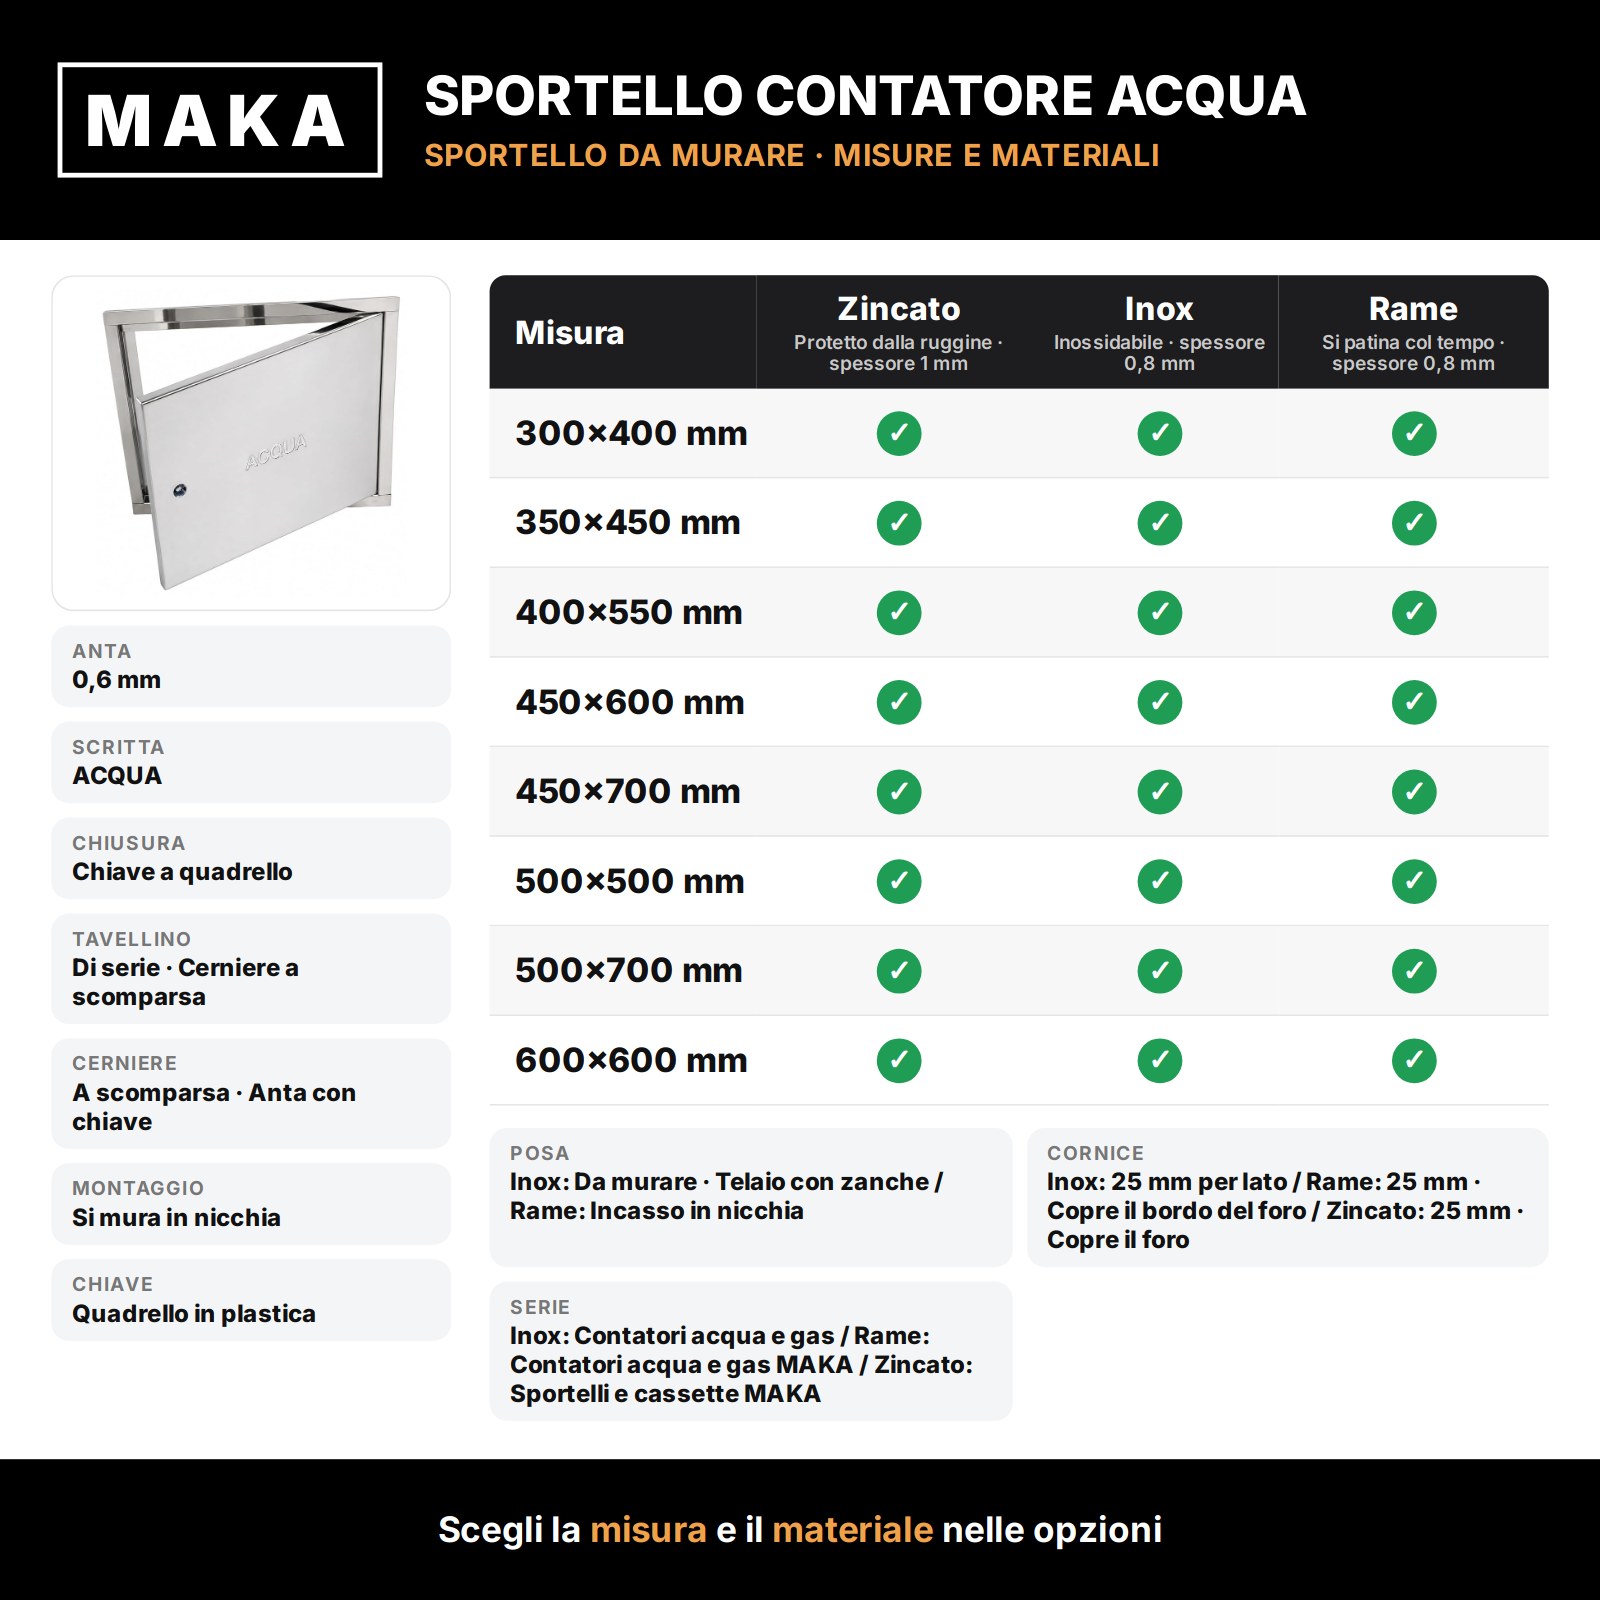 MAKA
SPORTELLO CONTATORE ACQUA
SPORTELLO DA MURARE · MISURE E MATERIALI
ACQUA
ANTA
0,6 mm
SCRITTA
ACQUA
CHIUSURA
Chiave a quadrello
TAVELLINO
Di serie · Cerniere a
scomparsa
CERNIERE
A scomparsa · Anta con
chiave
MONTAGGIO
Si mura in nicchia
CHIAVE
Quadrello in plastica
Misura
Zincato
Protetto dalla ruggine ·
spessore 1 mm
Inox
Inossidabile · spessore
0,8 mm
Rame
Si patina col tempo ·
spessore 0,8 mm
300×400 mm ✓ ✓ ✓
350×450 mm ✓ ✓ ✓
400×550 mm ✓ ✓ ✓
450×600 mm ✓ ✓ ✓
450×700 mm ✓ ✓ ✓
500×500 mm ✓ ✓ ✓
500×700 mm ✓ ✓ ✓
600×600 mm ✓ ✓ ✓
POSA
Inox: Da murare · Telaio con zanche /
Rame: Incasso in nicchia
CORNICE
Inox: 25 mm per lato / Rame: 25 mm ·
Copre il bordo del foro / Zincato: 25 mm ·
Copre il foro
SERIE
Inox: Contatori acqua e gas / Rame:
Contatori acqua e gas MAKA / Zincato:
Sportelli e cassette MAKA
Scegli la misura e il materiale nelle opzioni